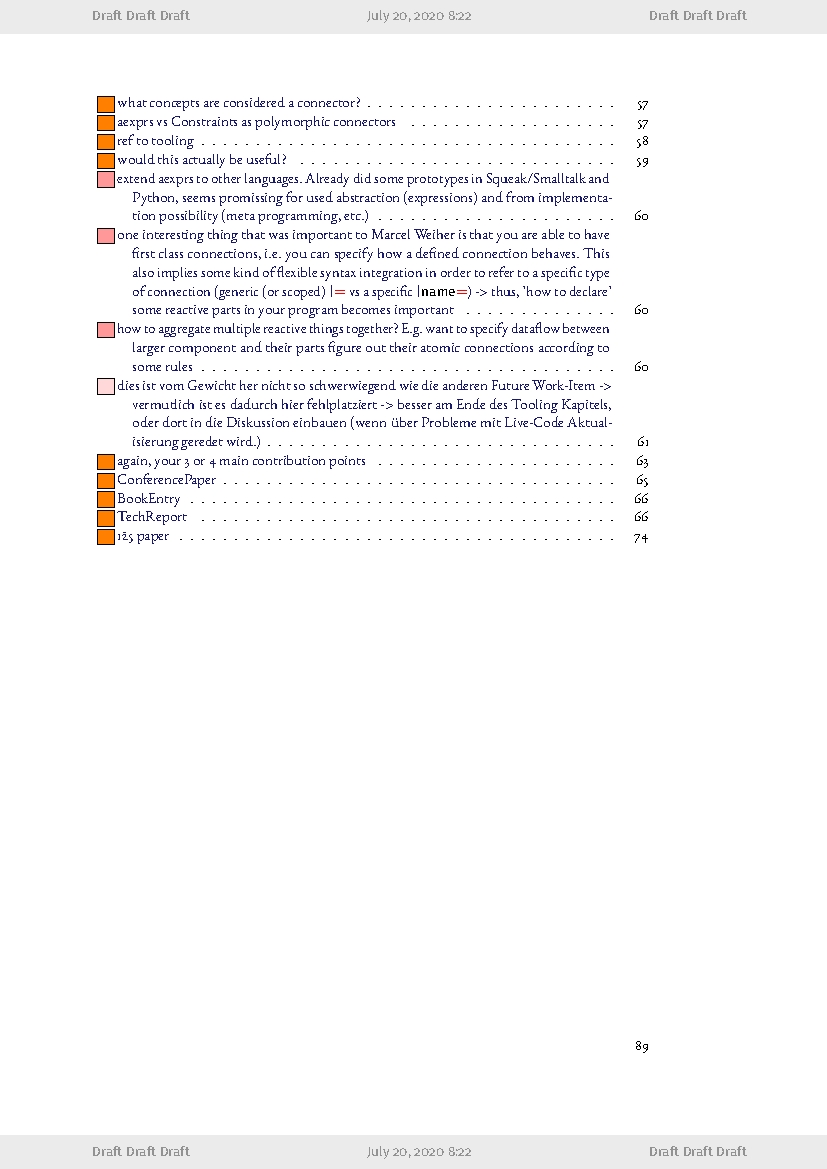 Draft Draft Draft July 20, 2020 8:22 Draft Draft Draft
what concepts are considered a connector? . . . . . . . . . . . . . . . . . . . . . . . 57
aexprs vs Constraints as polymorphic connectors . . . . . . . . . . . . . . . . . . . 57
ref to tooling . . . . . . . . . . . . . . . . . . . . . . . . . . . . . . . . . . . . . . 58
would this actually be useful? . . . . . . . . . . . . . . . . . . . . . . . . . . . . . 59
extend aexprs to other languages. Already did some prototypes in Squeak/Smalltalk and
Python, seems promissing for used abstraction (expressions) and from implementa-
tion possibility (meta programming, etc.) . . . . . . . . . . . . . . . . . . . . . . 60
one interesting thing that was important to Marcel Weiher is that you are able to have
first class connections, i.e. you can specify how a defined connection behaves. This
also implies some kind of flexible syntax integration in order to refer to a specific type
of connection (generic (or scoped) |= vs a specific |name=) -> thus, 'how to declare'
some reactive parts in your program becomes important . . . . . . . . . . . . . . 60
how to aggregate multiple reactive things together? E.g. want to specify dataflow between
larger component and their parts figure out their atomic connections according to
some rules . . . . . . . . . . . . . . . . . . . . . . . . . . . . . . . . . . . . . . 60
dies ist vom Gewicht her nicht so schwerwiegend wie die anderen Future Work-Item ->
vermutlich ist es dadurch hier fehlplatziert -> besser am Ende des Tooling Kapitels,
oder dort in die Diskussion einbauen (wenn über Probleme mit Live-Code Aktual-
isierung geredet wird.) . . . . . . . . . . . . . . . . . . . . . . . . . . . . . . . . 61
again, your 3 or 4 main contribution points . . . . . . . . . . . . . . . . . . . . . . 63
ConferencePaper . . . . . . . . . . . . . . . . . . . . . . . . . . . . . . . . . . . . 65
BookEntry . . . . . . . . . . . . . . . . . . . . . . . . . . . . . . . . . . . . . . . 66
TechReport . . . . . . . . . . . . . . . . . . . . . . . . . . . . . . . . . . . . . . 66
125 paper . . . . . . . . . . . . . . . . . . . . . . . . . . . . . . . . . . . . . . . . 74
89
Draft Draft Draft July 20, 2020 8:22 Draft Draft Draft